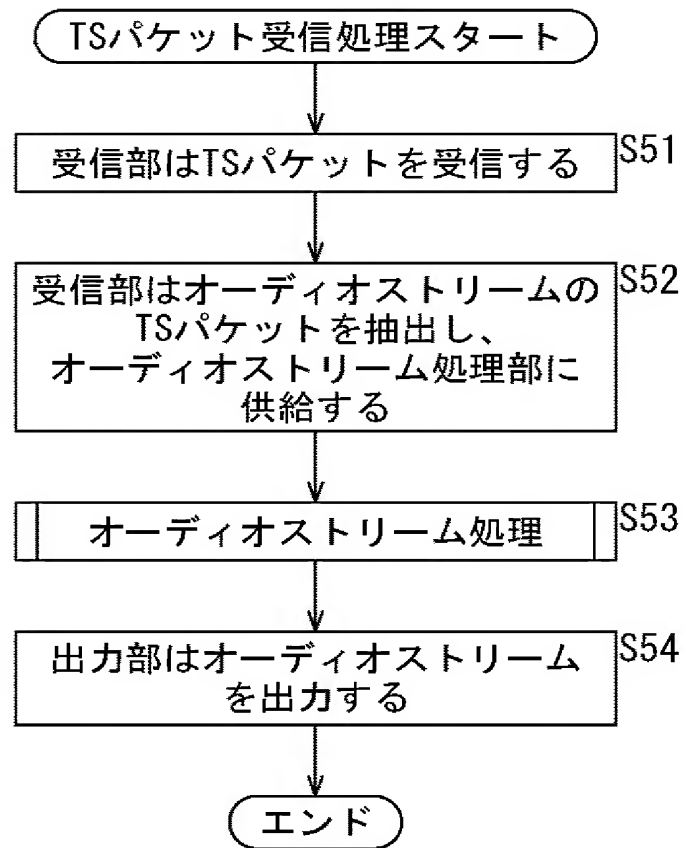 TSパケット受信処理スタート
受信部はTSパケットを受信する
S51
受信部はオーディオストリームの
TSパケットを抽出し、
オーディオストリーム処理部に
供給する
S52
オーディオストリーム処理
S53
出力部はオーディオストリーム
を出力する
S54
エンド